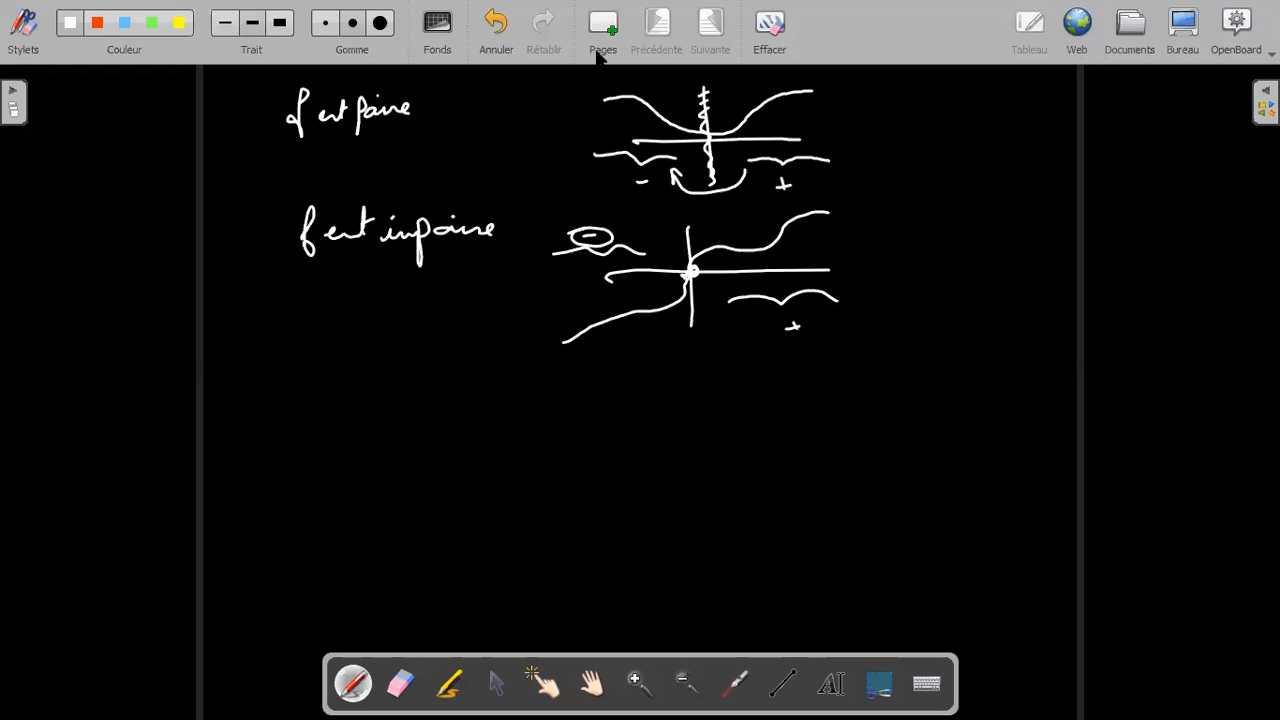 Stylets Couleur Trait Gomme Fonds Annuler Rétablir Pages Précédente Suivante Effacer Tableau Web Documents Bureau OpenBoard
f est paire
- +
f est impaire
-
+